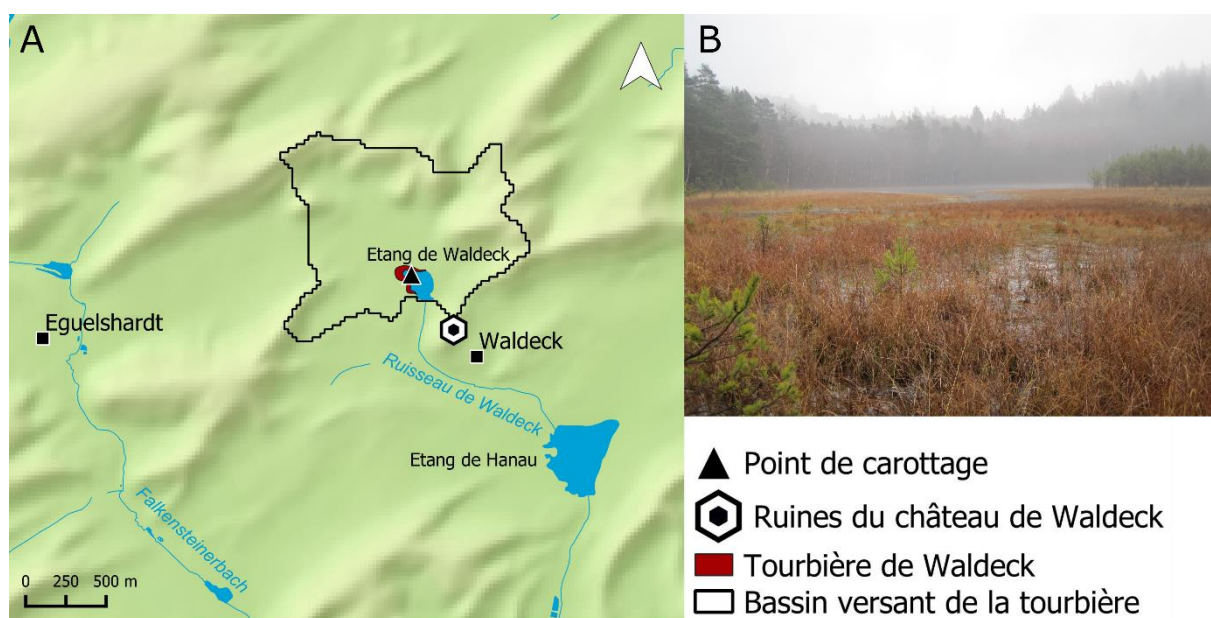 A
B
Etang de Waldeck
Eguelshardt
Waldeck
Ruisseau de Waldeck
Etang de Hanau
Falkensteinerbach
0 250 500 m
Point de carottage
Ruines du château de Waldeck
Tourbière de Waldeck
Bassin versant de la tourbière